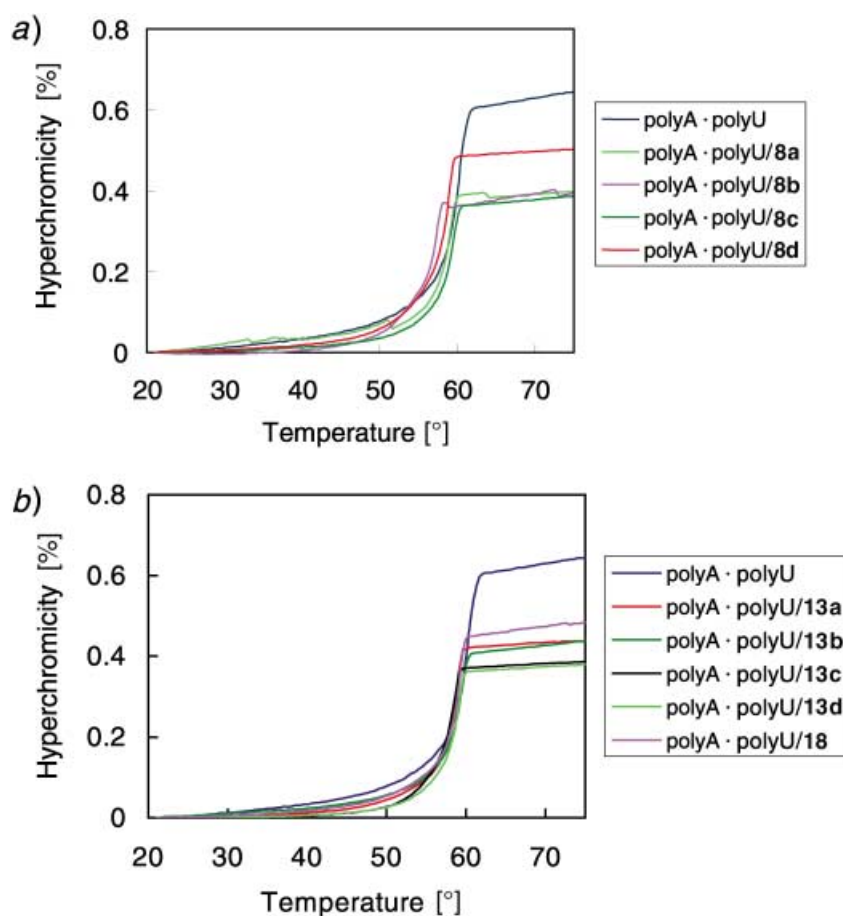 a)
Hyperchromicity [%]
0.8
0.6
0.4
0.2
0
20 30 40 50 60 70
Temperature [°]
polyA · polyU
polyA · polyU/8a
polyA · polyU/8b
polyA · polyU/8c
polyA · polyU/8d
b)
Hyperchromicity [%]
0.8
0.6
0.4
0.2
0
20 30 40 50 60 70
Temperature [°]
polyA · polyU
polyA · polyU/13a
polyA · polyU/13b
polyA · polyU/13c
polyA · polyU/13d
polyA · polyU/18